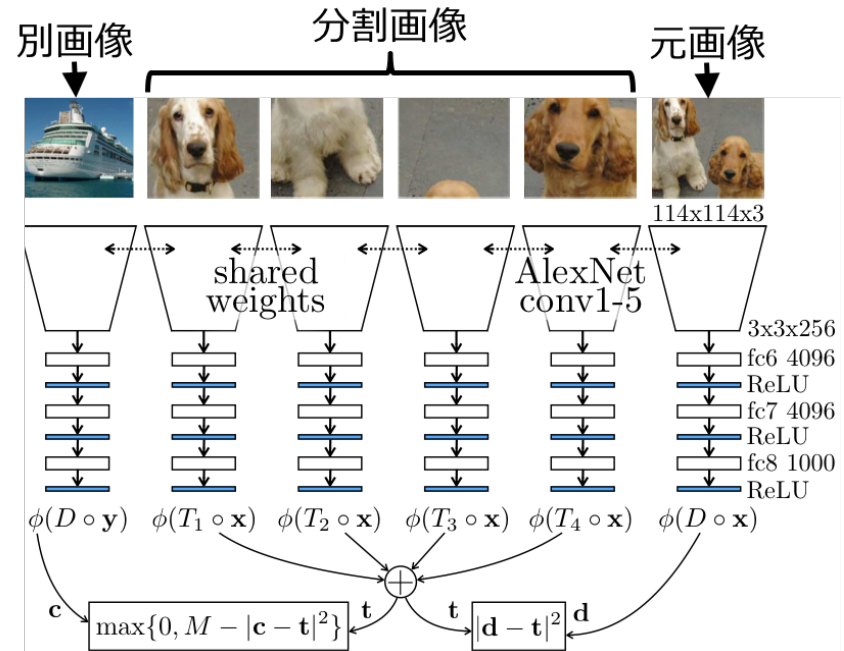 別画像
分割画像
元画像
114x114x3
shared
weights
AlexNet
conv1-5
3x3x256
fc6 4096
ReLU
fc7 4096
ReLU
fc8 1000
ReLU
ϕ(D ∘ y) ϕ(T₁ ∘ x) ϕ(T₂ ∘ x) ϕ(T₃ ∘ x) ϕ(T₄ ∘ x) ϕ(D ∘ x)
c t t d
max{0, M − |c − t|²} |d − t|²